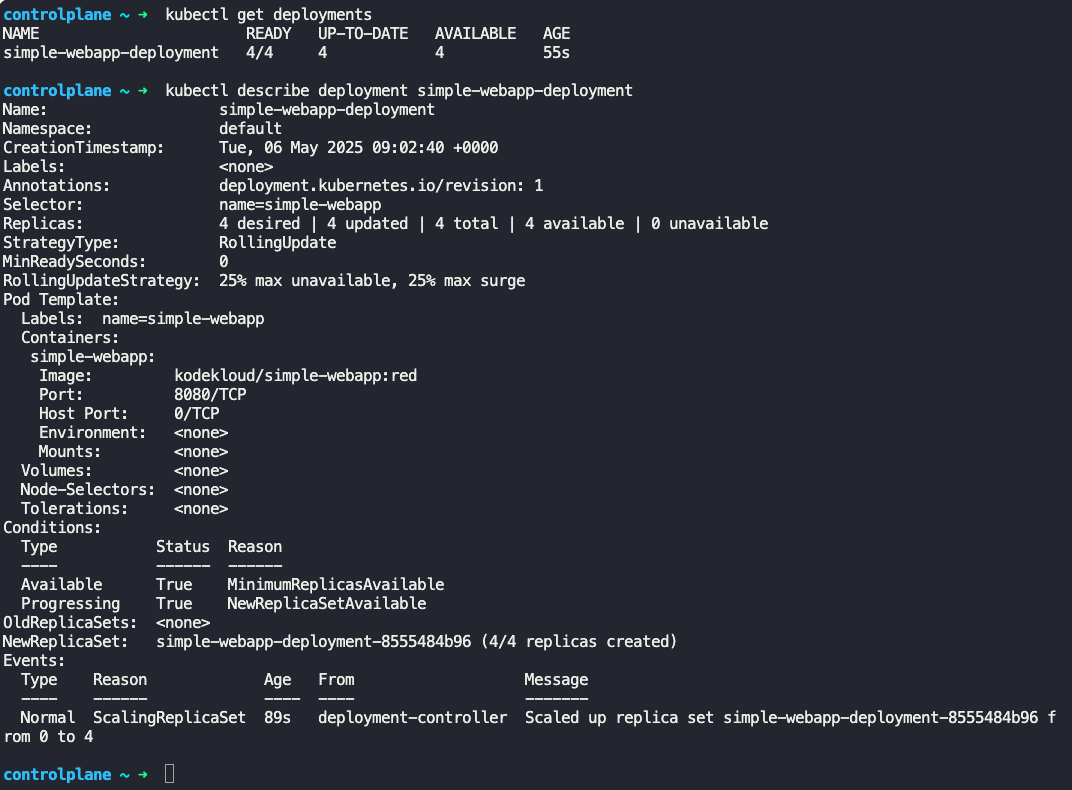 controlplane ~ ➜  kubectl get deployments
NAME                       READY   UP-TO-DATE   AVAILABLE   AGE
simple-webapp-deployment   4/4     4            4           55s

controlplane ~ ➜  kubectl describe deployment simple-webapp-deployment
Name:                   simple-webapp-deployment
Namespace:              default
CreationTimestamp:      Tue, 06 May 2025 09:02:40 +0000
Labels:                 <none>
Annotations:            deployment.kubernetes.io/revision: 1
Selector:               name=simple-webapp
Replicas:               4 desired | 4 updated | 4 total | 4 available | 0 unavailable
StrategyType:           RollingUpdate
MinReadySeconds:        0
RollingUpdateStrategy:  25% max unavailable, 25% max surge
Pod Template:
  Labels:  name=simple-webapp
  Containers:
   simple-webapp:
    Image:         kodekloud/simple-webapp:red
    Port:          8080/TCP
    Host Port:     0/TCP
    Environment:   <none>
    Mounts:        <none>
  Volumes:         <none>
  Node-Selectors:  <none>
  Tolerations:     <none>
Conditions:
  Type           Status  Reason
  ----           ------  ------
  Available      True    MinimumReplicasAvailable
  Progressing    True    NewReplicaSetAvailable
OldReplicaSets:  <none>
NewReplicaSet:   simple-webapp-deployment-8555484b96 (4/4 replicas created)
Events:
  Type    Reason             Age   From                   Message
  ----    ------             ----  ----                   -------
  Normal  ScalingReplicaSet  89s   deployment-controller  Scaled up replica set simple-webapp-deployment-8555484b96 f
rom 0 to 4

controlplane ~ ➜